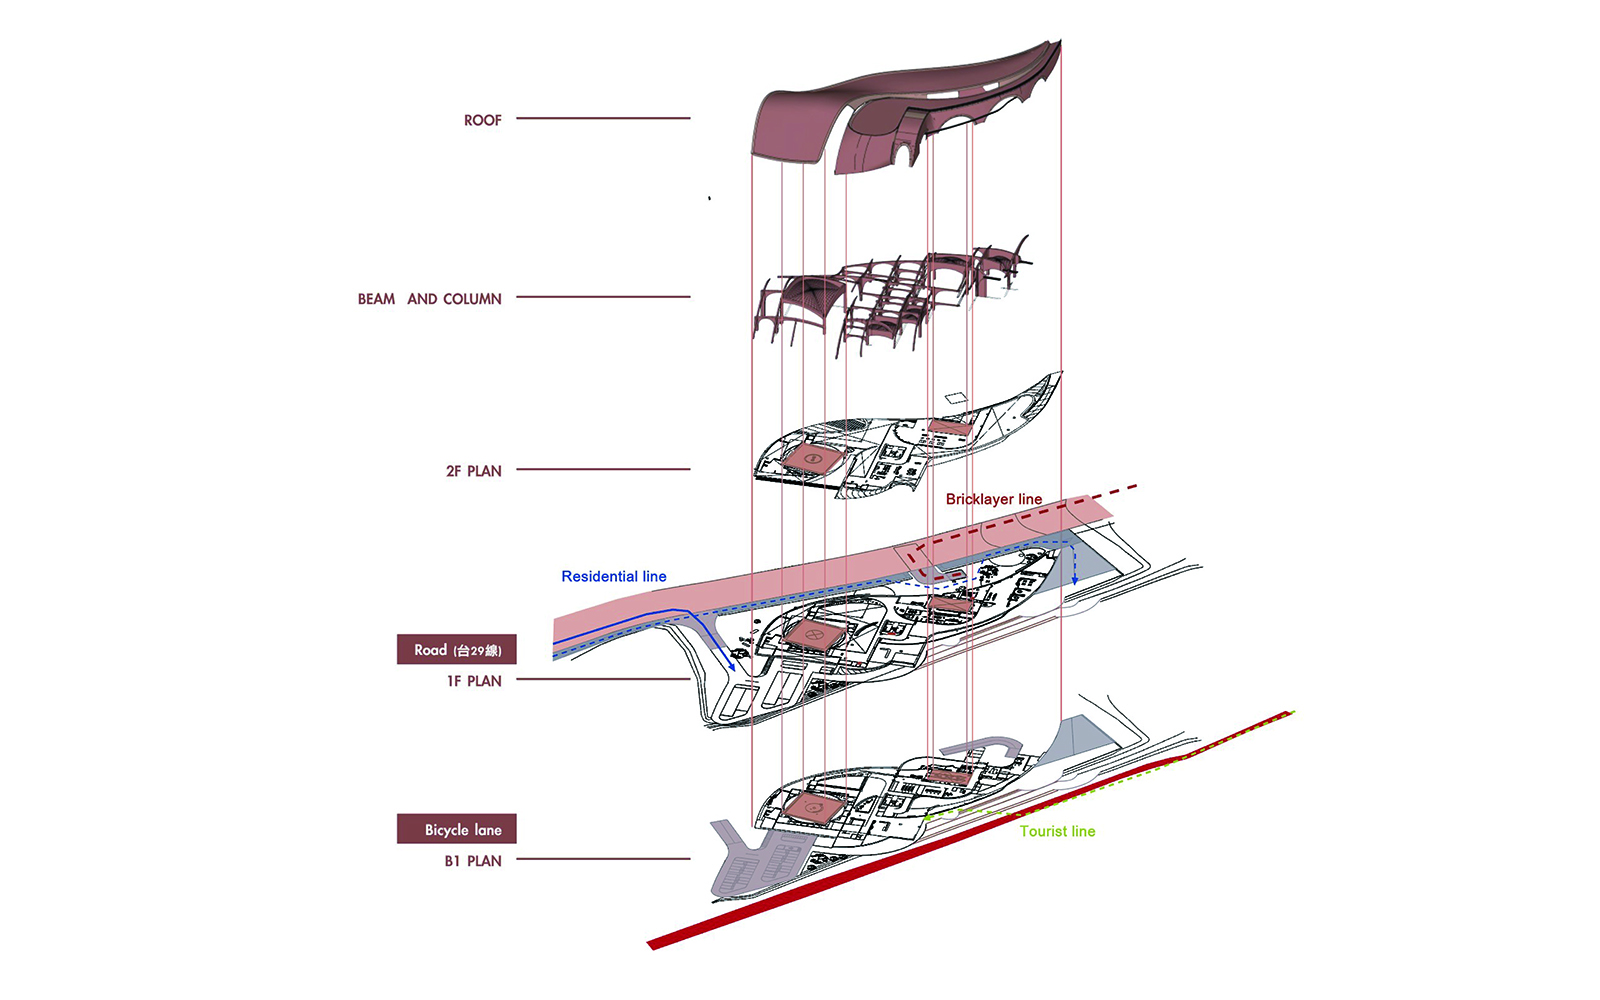 ROOF
BEAM AND COLUMN
2F PLAN
Bricklayer line
Residential line
Road (台29線)
1F PLAN
Bicycle lane
Tourist line
B1 PLAN